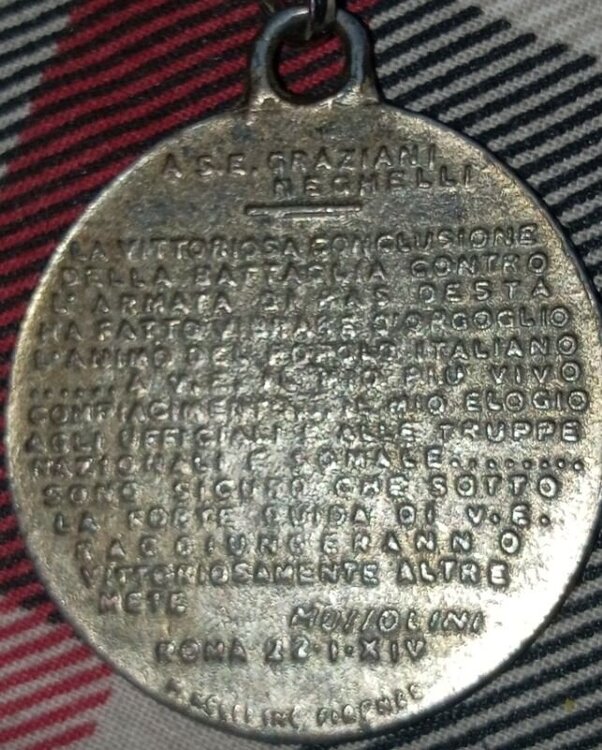 A S.E. GRAZIANI
NEGHELLI
LA VITTORIOSA CONCLUSIONE
DELLA BATTAGLIA CONTRO
L'ARMATA DI RAS DESTA
HA FATTO VIBRARE D'ORGOGLIO
L'ANIMO DEL POPOLO ITALIANO
...... A V.E. IL MIO PIÙ VIVO
COMPIACIMENTO, IL MIO ELOGIO
AGLI UFFICIALI E ALLE TRUPPE
NAZIONALI E SOMALE........
SONO SICURO CHE SOTTO
LA FORTE GUIDA DI V.E.
RAGGIUNGERANNO
VITTORIOSAMENTE ALTRE
METE
MUSSOLINI
ROMA 22·I·XIV
FIRENZE